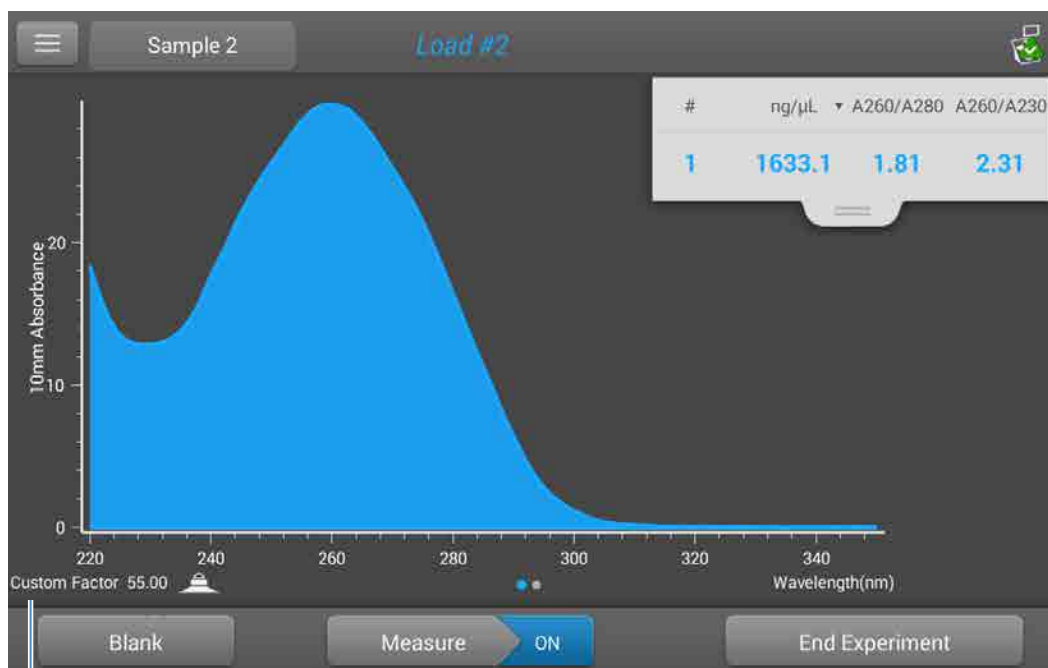 Sample 2
Load #2
# ng/µL ▾ A260/A280 A260/A230
1 1633.1 1.81 2.31
10mm Absorbance
20
10
0
220 240 260 280 300 320 340
Custom Factor 55.00
Wavelength(nm)
Blank
Measure
ON
End Experiment